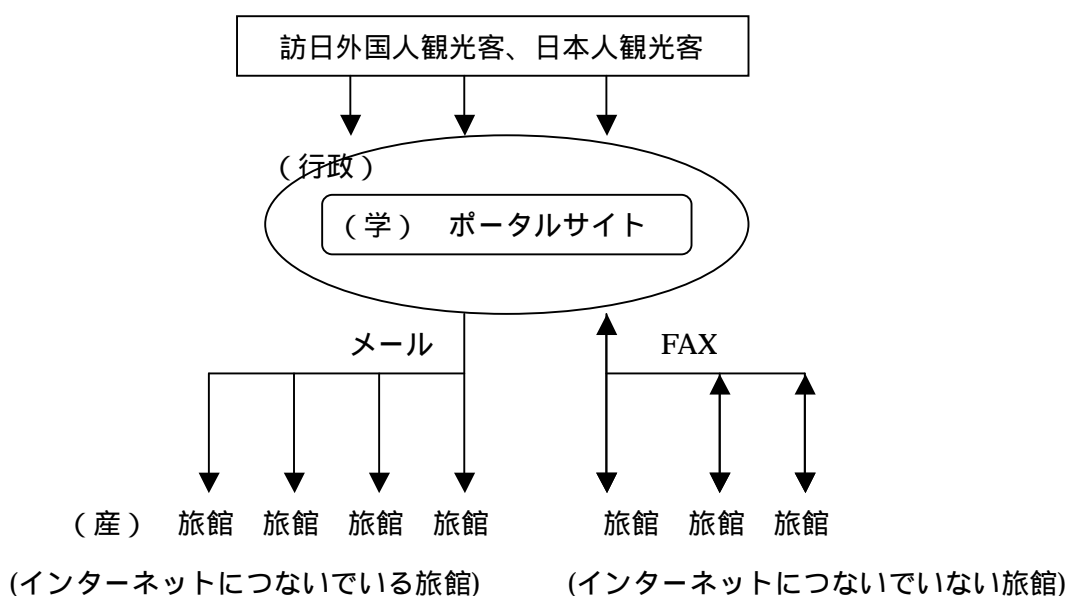 訪日外国人観光客、日本人観光客
(行政)
(学) ポータルサイト
メール FAX
(産) 旅館 旅館 旅館 旅館 旅館 旅館 旅館
(インターネットにつないでいる旅館) (インターネットにつないでいない旅館)